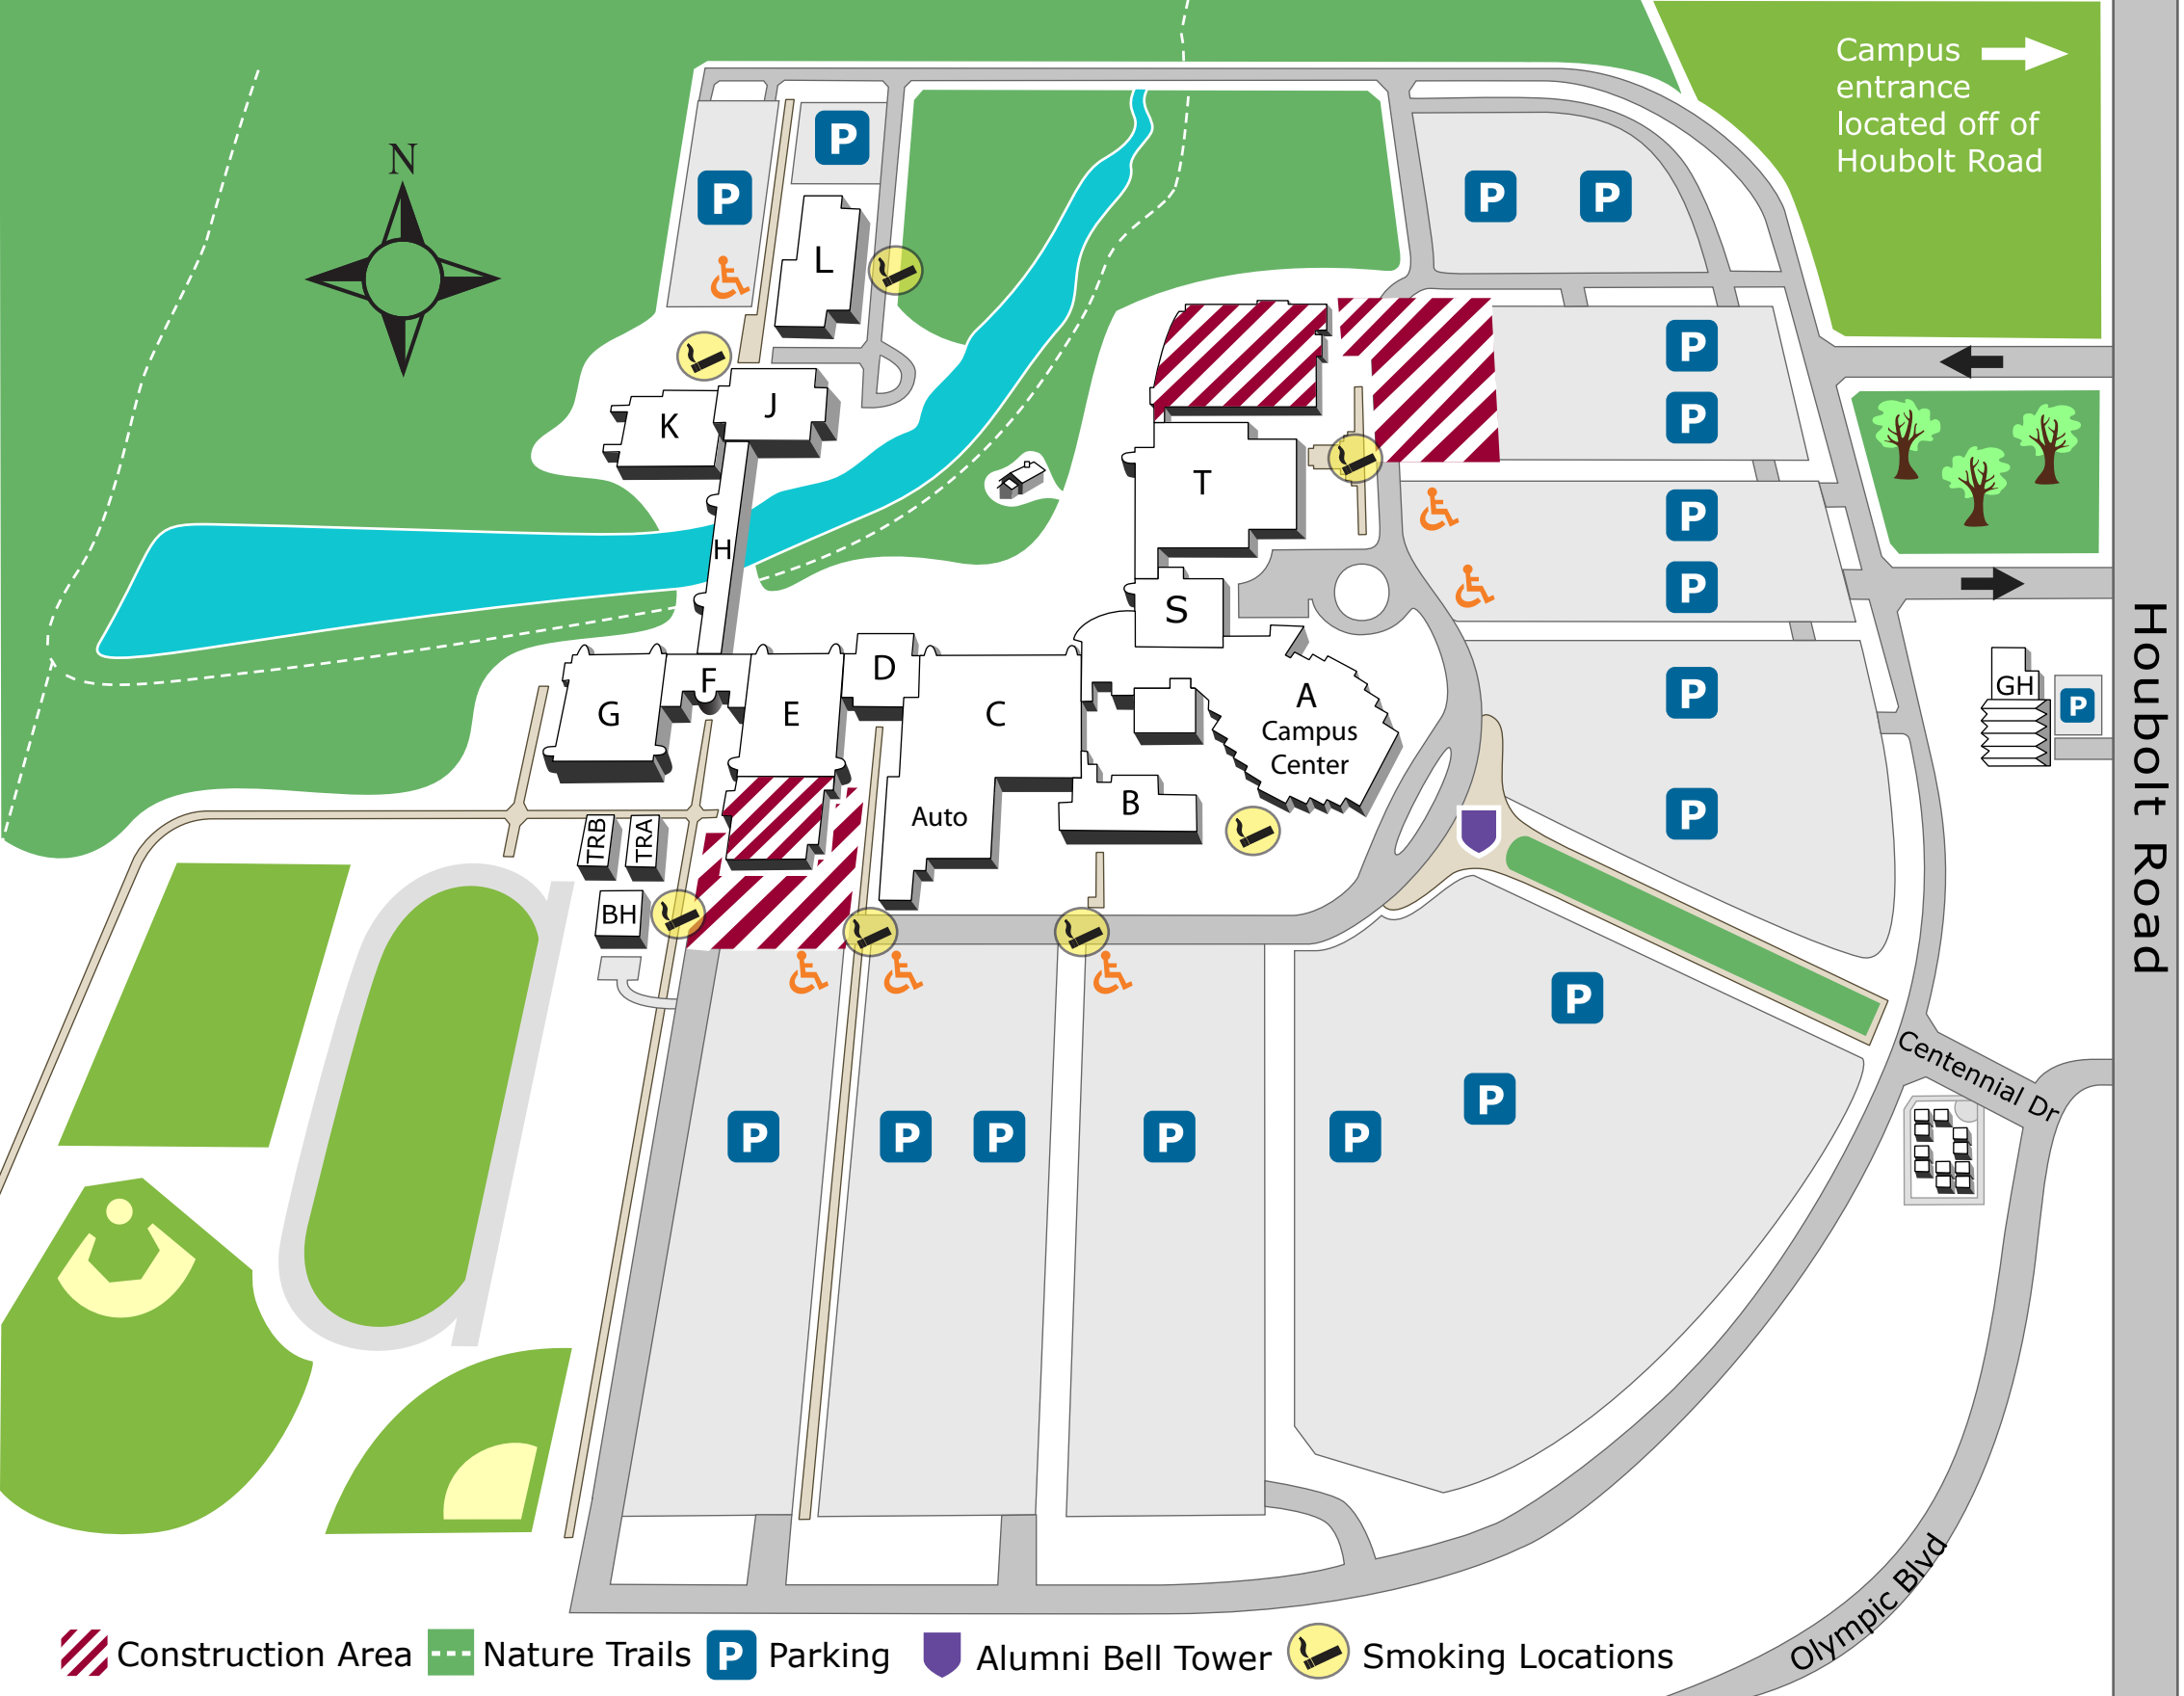 Campus
entrance
located off of
Houbolt Road
N
P
P
P P
L
P
J
K
P
T
P
H
P
S
Houbolt Road
D
F
GH
G
E
C
A
Campus
Center
P
P
B
Auto
P
TRB
TRA
BH
P
Centennial Dr
P
P
P
P
P
P
Olympic Blvd
Construction Area
Nature Trails
P Parking
Alumni Bell Tower
Smoking Locations